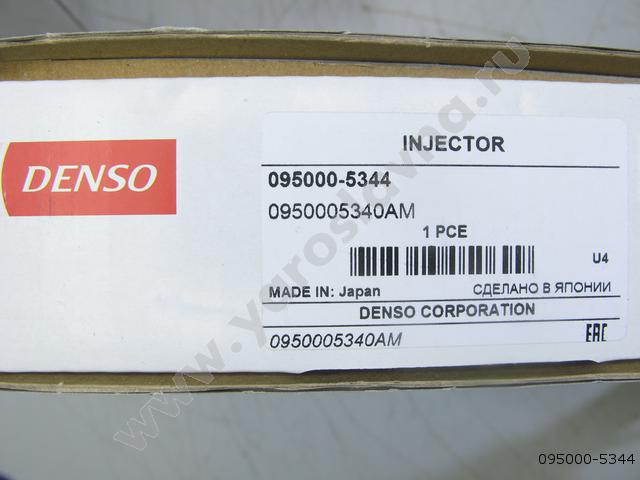 DENSO
INJECTOR
095000-5344
0950005340AM
1 PCE
U4
MADE IN: Japan СДЕЛАНО В ЯПОНИИ
DENSO CORPORATION
0950005340AM EAC
www.yaroslavna.ru
095000-5344